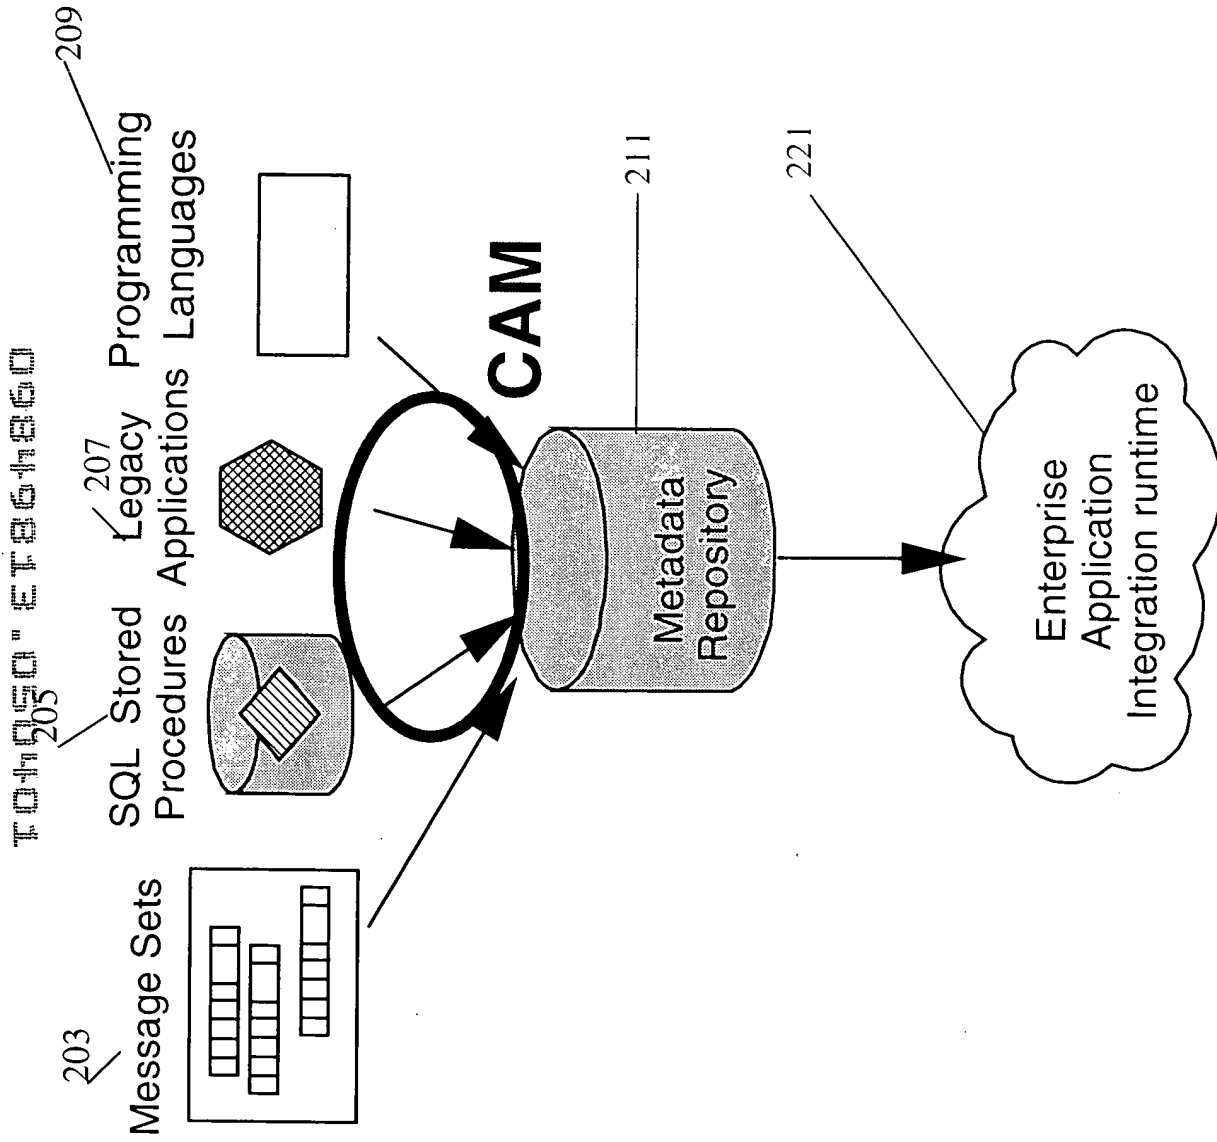 203
Message Sets
205
SQL Stored
Procedures
207
Legacy
Applications
209
Programming
Languages
CAM
211
Metadata
Repository
221
Enterprise
Application
Integration runtime